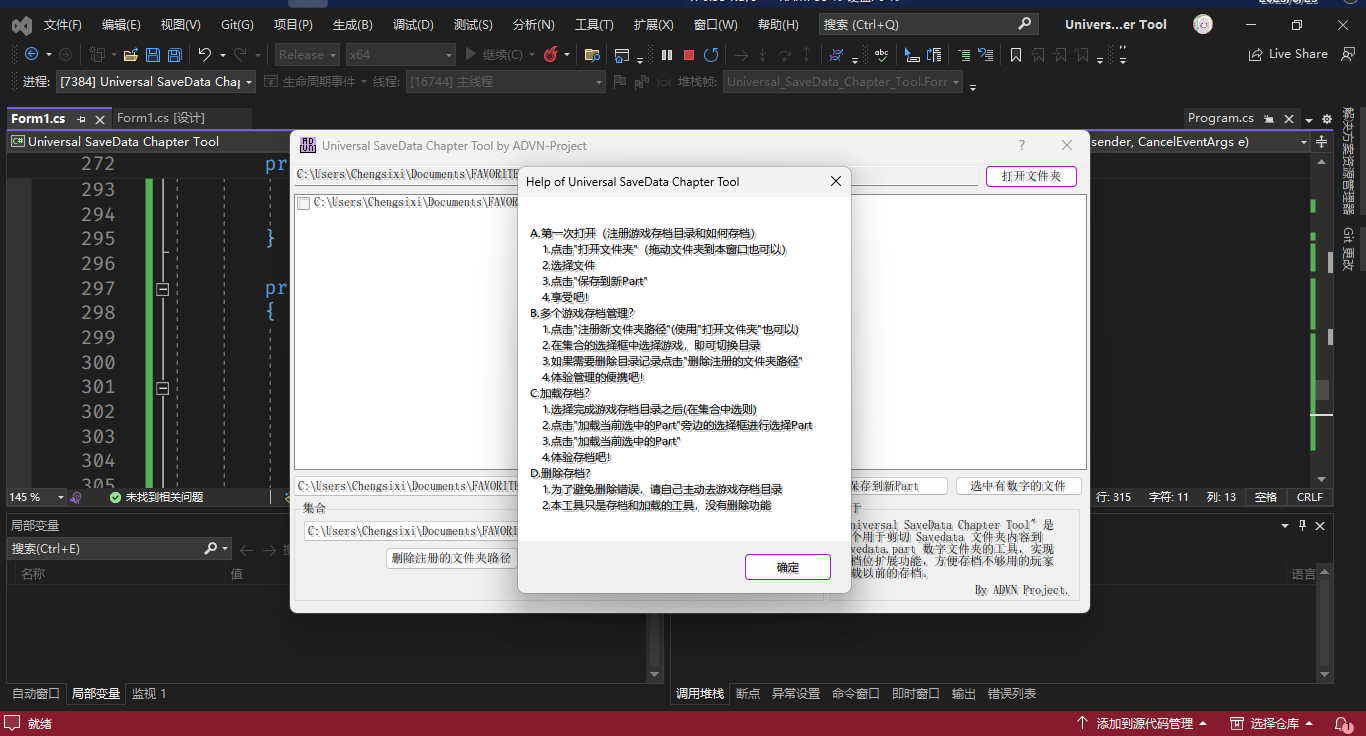 文件(F) 编辑(E) 视图(V) Git(G) 项目(P) 生成(B) 调试(D) 测试(S) 分析(N) 工具(T) 扩展(X) 窗口(W) 帮助(H) 搜索 (Ctrl+Q) Univers...er Tool
Release x64 继续(C) Live Share
进程: [7384] Universal SaveData Chap 生命周期事件 线程: [16744] 主线程 堆栈帧: Universal_SaveData_Chapter_Tool.Forr
Form1.cs Form1.cs [设计] Program.cs
Universal SaveData Chapter Tool sender, CancelEventArgs e)
272 pr
293
294
295 }
296
297 pr
298 {
299
300
301
302
303
304
305
Universal SaveData Chapter Tool by ADVN-Project ?
C:\Users\Chengsixi\Documents\FAVORITE 打开文件夹
C:\Users\Chengsixi\Documents\FAVOR
Help of Universal SaveData Chapter Tool
A.第一次打开（注册游戏存档目录和如何存档)
1.点击"打开文件夹"（拖动文件夹到本窗口也可以)
2.选择文件
3.点击"保存到新Part"
4.享受吧!
B.多个游戏存档管理?
1.点击"注册新文件夹路径"(使用"打开文件夹"也可以)
2.在集合的选择框中选择游戏，即可切换目录
3.如果需要删除目录记录点击"删除注册的文件夹路径"
4.体验管理的便携吧!
C.加载存档?
1.选择完成游戏存档目录之后(在集合中选则)
2.点击"加载当前选中的Part"旁边的选择框进行选择Part
3.点击"加载当前选中的Part"
4.体验存档吧!
D.删除存档?
1.为了避免删除错误，请自己主动去游戏存档目录
2.本工具只是存档和加载的工具，没有删除功能
确定
C:\Users\Chengsixi\Documents\FAVORITE 保存到新Part 选中有数字的文件
集合
C:\Users\Chengsixi\Documents\FAVORI
删除注册的文件夹路径
于
niversal SaveData Chapter Tool" 是
个用于剪切 Savedata 文件夹内容到
vedata.part 数字文件夹的工具，实现
档位扩展功能，方便存档不够用的玩家
载以前的存档。
By ADVN Project.
解决方案资源管理器
Git 更改
145 % 未找到相关问题 行: 315 字符: 11 列: 13 空格 CRLF
局部变量
搜索(Ctrl+E)
名称 值 语言
自动窗口 局部变量 监视 1 调用堆栈 断点 异常设置 命令窗口 即时窗口 输出 错误列表
就绪 添加到源代码管理 选择仓库 1